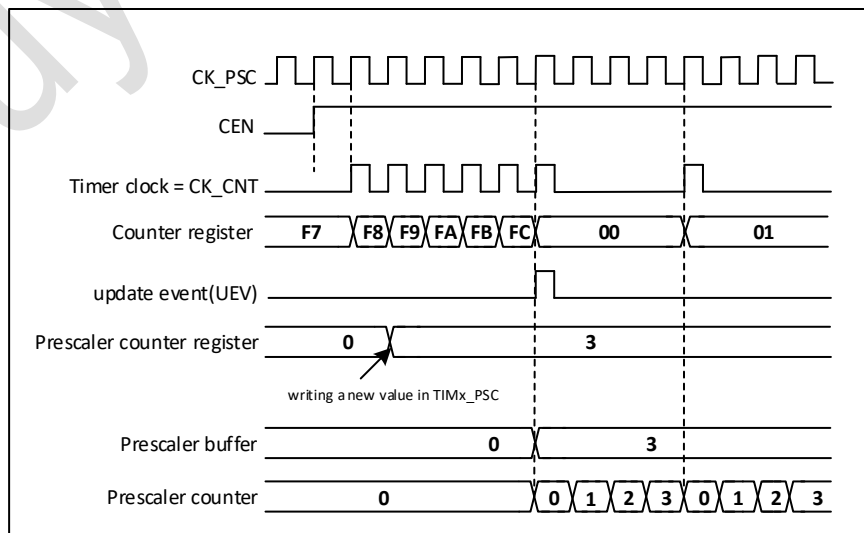 CK_PSC
CEN
Timer clock = CK_CNT
Counter register F7 F8 F9 FA FB FC 00 01
update event(UEV)
Prescaler counter register 0 3
writing a new value in TIMx_PSC
Prescaler buffer 0 3
Prescaler counter 0 0 1 2 3 0 1 2 3